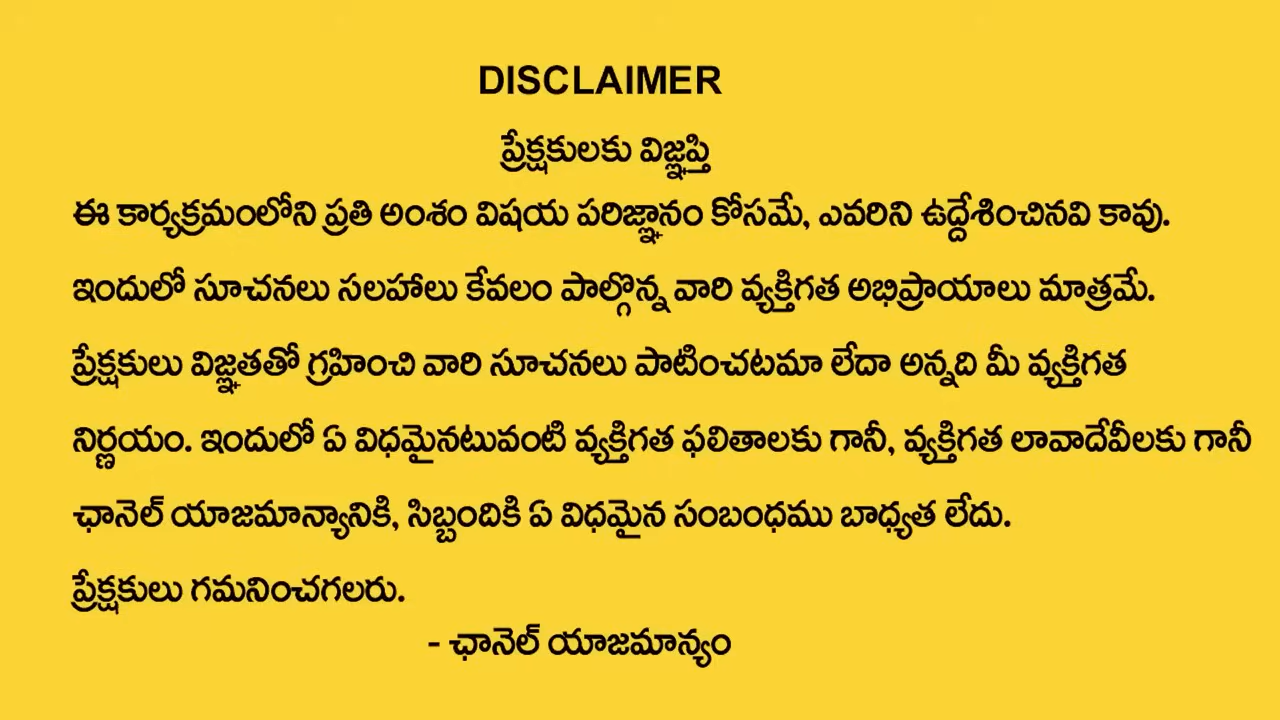 DISCLAIMER
ప్రేక్షకులకు విజ్ఞప్తి
ఈ కార్యక్రమంలోని ప్రతి అంశం విషయ పరిజ్ఞానం కోసమే, ఎవరిని ఉద్దేశించినవి కావు.
ఇందులో సూచనలు సలహాలు కేవలం పాల్గొన్న వారి వ్యక్తిగత అభిప్రాయాలు మాత్రమే.
ప్రేక్షకులు విజ్ఞతతో గ్రహించి వారి సూచనలు పాటించటమా లేదా అన్నది మీ వ్యక్తిగత
నిర్ణయం. ఇందులో ఏ విధమైనటువంటి వ్యక్తిగత ఫలితాలకు గానీ, వ్యక్తిగత లావాదేవీలకు గానీ
ఛానెల్ యాజమాన్యానికి, సిబ్బందికి ఏ విధమైన సంబంధము బాధ్యత లేదు.
ప్రేక్షకులు గమనించగలరు.
- ఛానెల్ యాజమాన్యం